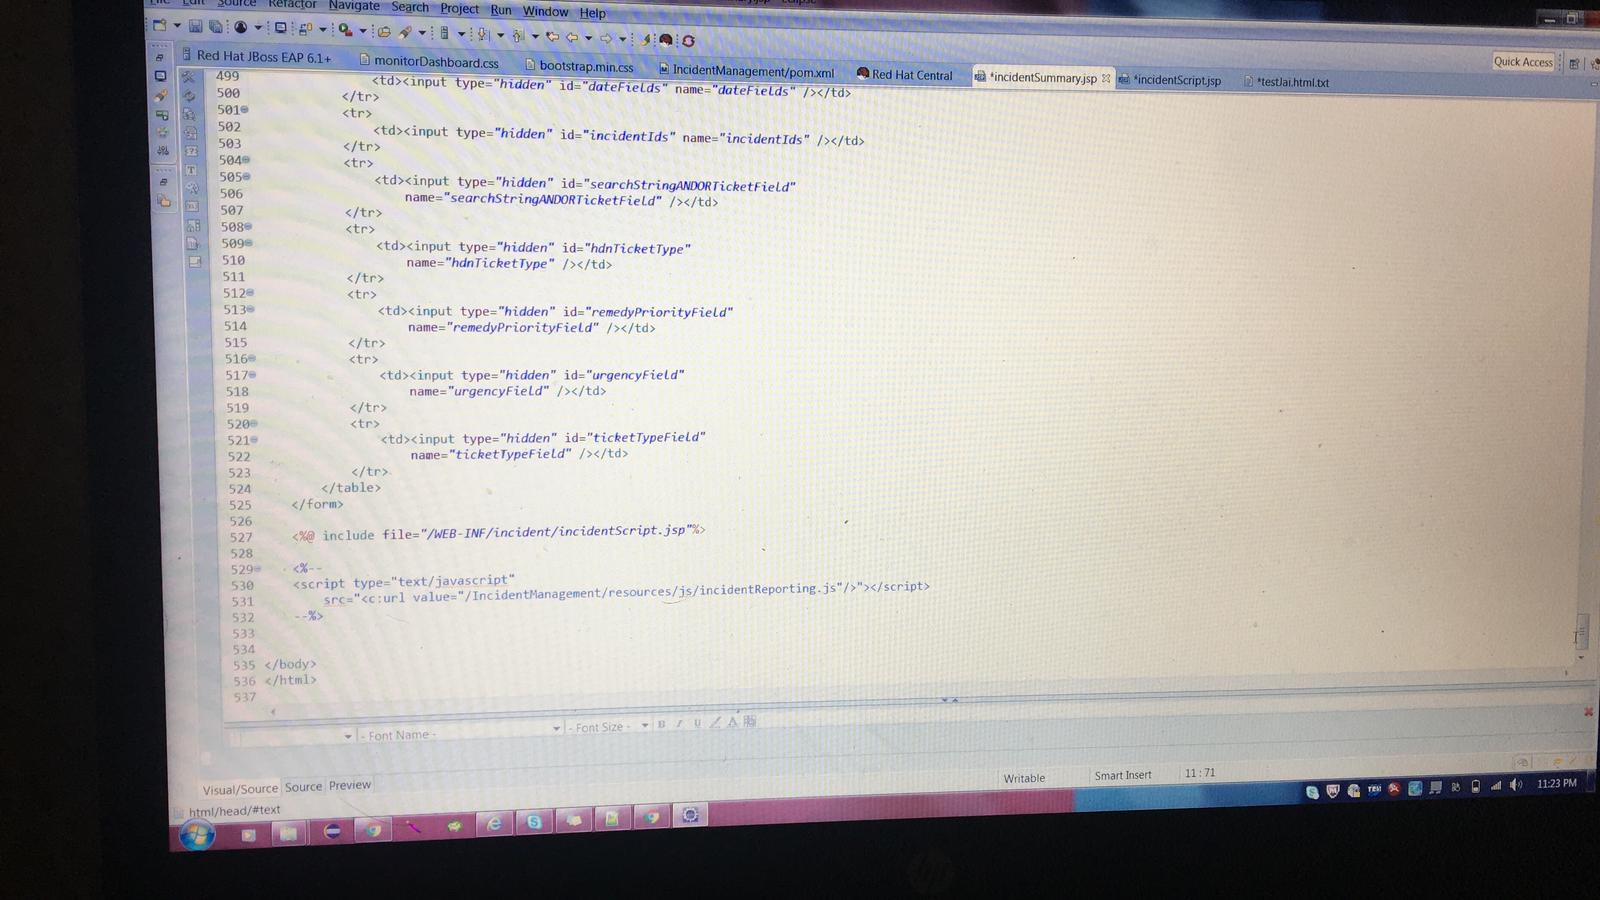 Source Refactor Navigate Search Project Run Window Help
Quick Access
Red Hat JBoss EAP 6.1+ monitorDashboard.css bootstrap.min.css IncidentManagement/pom.xml Red Hat Central *incidentSummary.jsp *incidentScript.jsp *testJai.html.txt
499 <td><input type="hidden" id="dateFields" name="dateFields" /></td>
500 </tr>
501 <tr>
502 <td><input type="hidden" id="incidentIds" name="incidentIds" /></td>
503 </tr>
504 <tr>
505 <td><input type="hidden" id="searchStringANDORTicketField"
506 name="searchStringANDORTicketField" /></td>
507 </tr>
508 <tr>
509 <td><input type="hidden" id="hdnTicketType"
510 name="hdnTicketType" /></td>
511 </tr>
512 <tr>
513 <td><input type="hidden" id="remedyPriorityField"
514 name="remedyPriorityField" /></td>
515 </tr>
516 <tr>
517 <td><input type="hidden" id="urgencyField"
518 name="urgencyField" /></td>
519 </tr>
520 <tr>
521 <td><input type="hidden" id="ticketTypeField"
522 name="ticketTypeField" /></td>
523 </tr>
524 </table>
525 </form>
526
527 <%@ include file="/WEB-INF/incident/incidentScript.jsp"%>
528
529 <%--
530 <script type="text/javascript"
531 src="<c:url value="/IncidentManagement/resources/js/incidentReporting.js"/>"></script>
532 --%>
533
534
535 </body>
536 </html>
537
- Font Name - - Font Size - B I U A
Visual/Source Source Preview
Writable Smart Insert 11 : 71
html/head/#text
11:23 PM